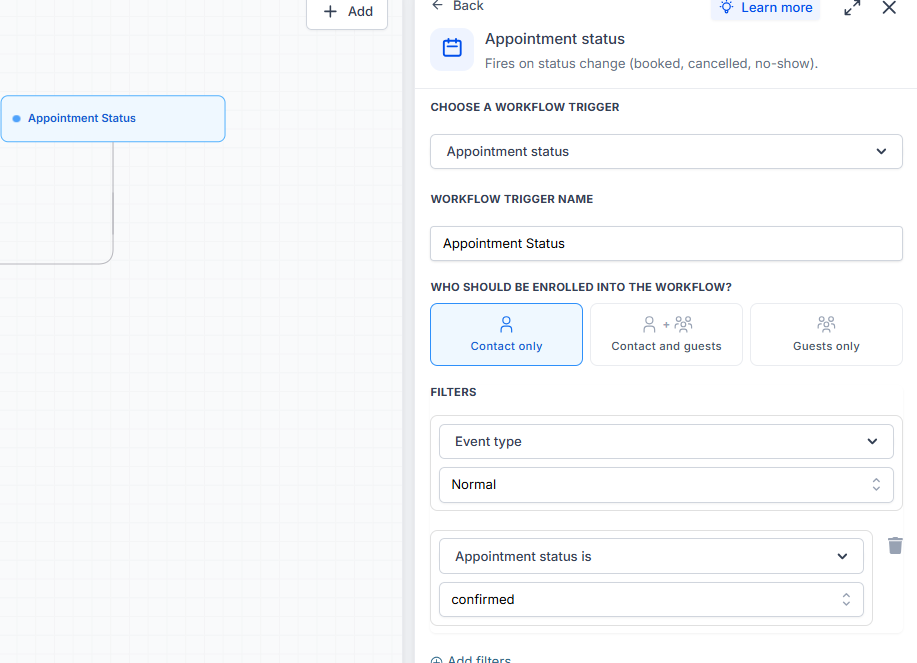 Add
Appointment Status
Back
Learn more
Appointment status
Fires on status change (booked, cancelled, no-show).
CHOOSE A WORKFLOW TRIGGER
Appointment status
WORKFLOW TRIGGER NAME
Appointment Status
WHO SHOULD BE ENROLLED INTO THE WORKFLOW?
Contact only
Contact and guests
Guests only
FILTERS
Event type
Normal
Appointment status is
confirmed
Add filters